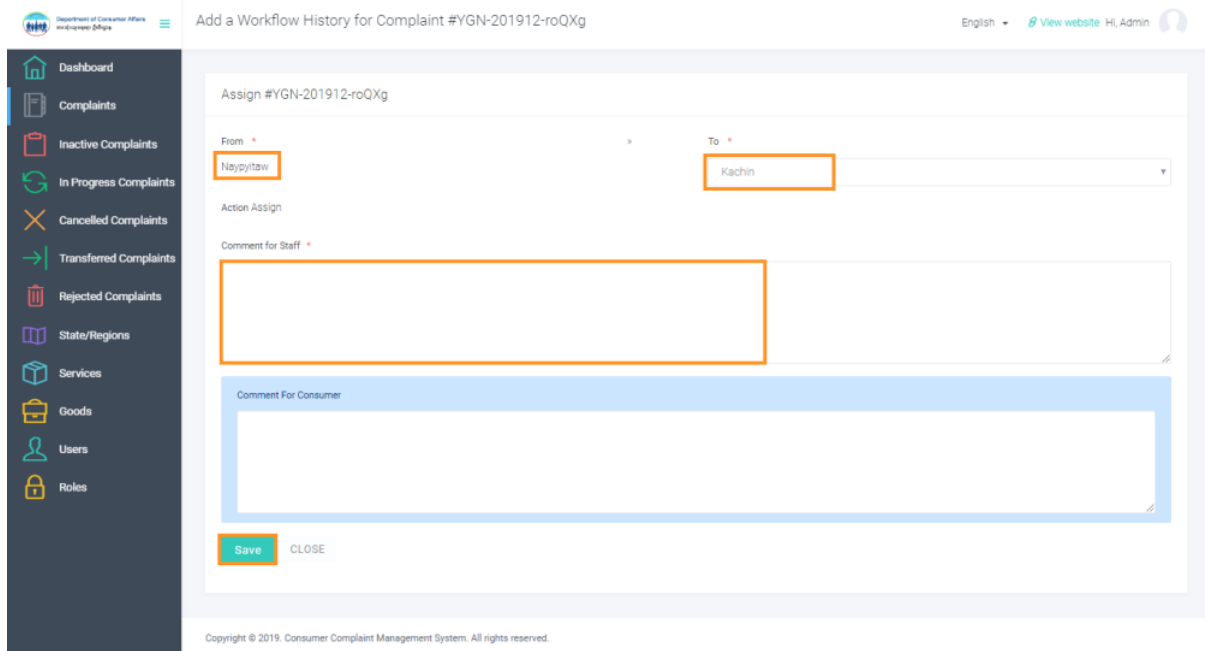 Department of Consumer Affairs
Add a Workflow History for Complaint #YGN-201912-roQXg
English
View website
Hi, Admin
Dashboard
Complaints
Inactive Complaints
In Progress Complaints
Cancelled Complaints
Transferred Complaints
Rejected Complaints
State/Regions
Services
Goods
Users
Roles
Assign #YGN-201912-roQXg
From * » To *
Naypyitaw
Kachin
Action Assign
Comment for Staff *
Comment For Consumer
Save CLOSE
Copyright © 2019. Consumer Complaint Management System. All rights reserved.